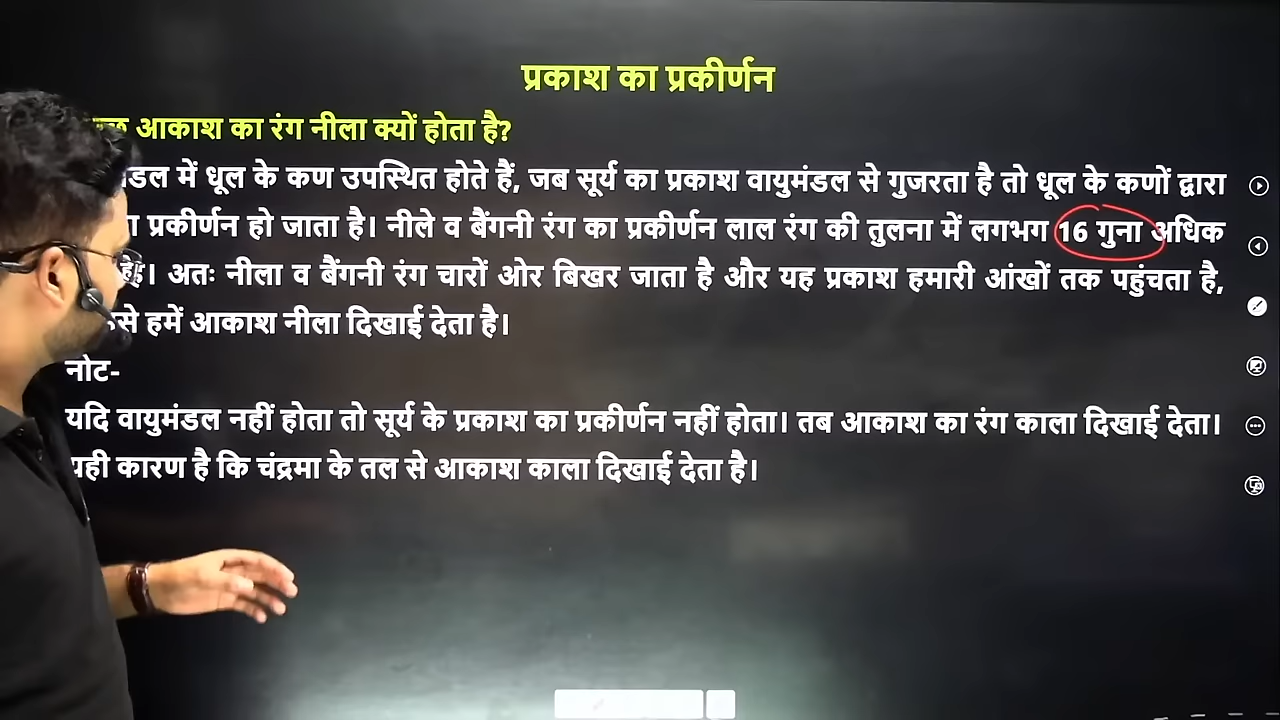 प्रकाश का प्रकीर्णन
आकाश का रंग नीला क्यों होता है?
में धूल के कण उपस्थित होते हैं, जब सूर्य का प्रकाश वायुमंडल से गुजरता है तो धूल के कणों द्वारा
प्रकीर्णन हो जाता है। नीले व बैंगनी रंग का प्रकीर्णन लाल रंग की तुलना में लगभग 16 गुना अधिक
है। अतः नीला व बैंगनी रंग चारों ओर बिखर जाता है और यह प्रकाश हमारी आंखों तक पहुंचता है,
हमें आकाश नीला दिखाई देता है।
नोट-
यदि वायुमंडल नहीं होता तो सूर्य के प्रकाश का प्रकीर्णन नहीं होता। तब आकाश का रंग काला दिखाई देता।
यही कारण है कि चंद्रमा के तल से आकाश काला दिखाई देता है।